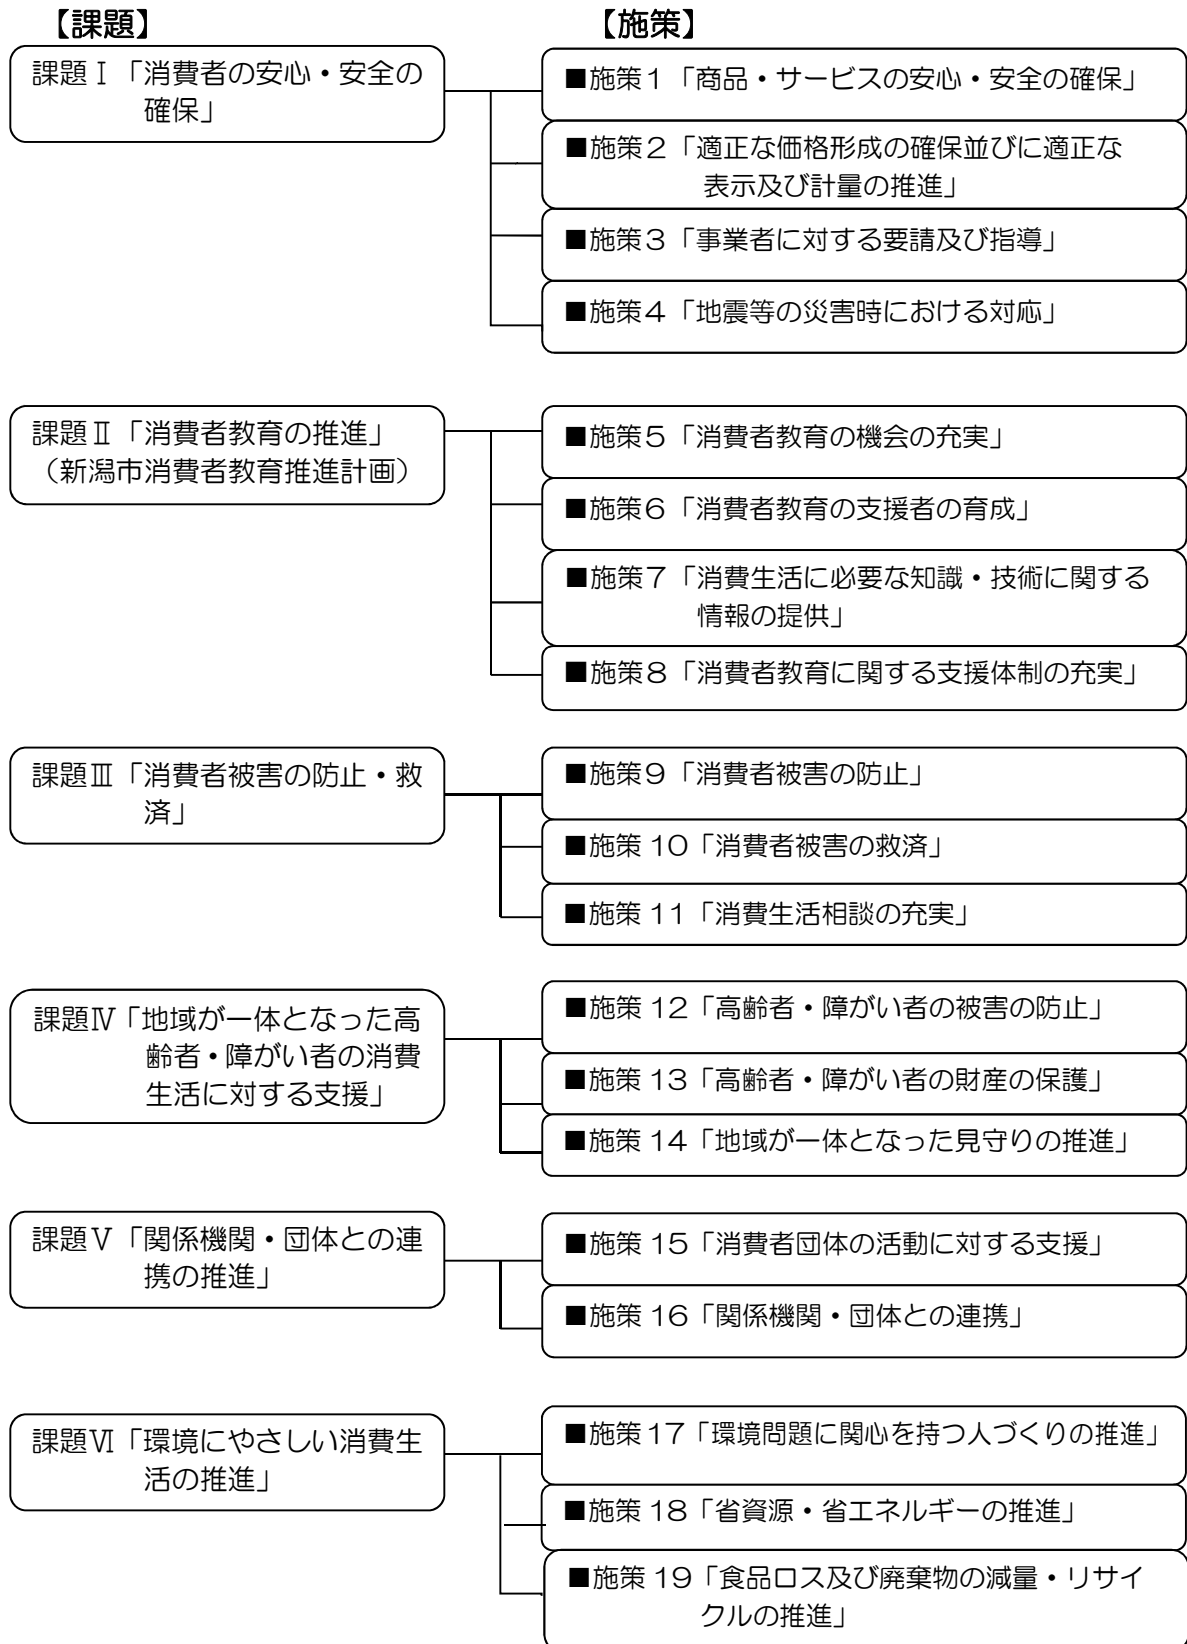 【課題】
【施策】
課題Ⅰ「消費者の安心・安全の
確保」
■施策1「商品・サービスの安心・安全の確保」
■施策2「適正な価格形成の確保並びに適正な
表示及び計量の推進」
■施策3「事業者に対する要請及び指導」
■施策4「地震等の災害時における対応」
課題Ⅱ「消費者教育の推進」
（新潟市消費者教育推進計画）
■施策5「消費者教育の機会の充実」
■施策6「消費者教育の支援者の育成」
■施策7「消費生活に必要な知識・技術に関する
情報の提供」
■施策8「消費者教育に関する支援体制の充実」
課題Ⅲ「消費者被害の防止・救
済」
■施策9「消費者被害の防止」
■施策 10「消費者被害の救済」
■施策 11「消費生活相談の充実」
課題Ⅳ「地域が一体となった高
齢者・障がい者の消費
生活に対する支援」
■施策 12「高齢者・障がい者の被害の防止」
■施策 13「高齢者・障がい者の財産の保護」
■施策 14「地域が一体となった見守りの推進」
課題Ⅴ「関係機関・団体との連
携の推進」
■施策 15「消費者団体の活動に対する支援」
■施策 16「関係機関・団体との連携」
課題Ⅵ「環境にやさしい消費生
活の推進」
■施策 17「環境問題に関心を持つ人づくりの推進」
■施策 18「省資源・省エネルギーの推進」
■施策 19「食品ロス及び廃棄物の減量・リサイ
クルの推進」